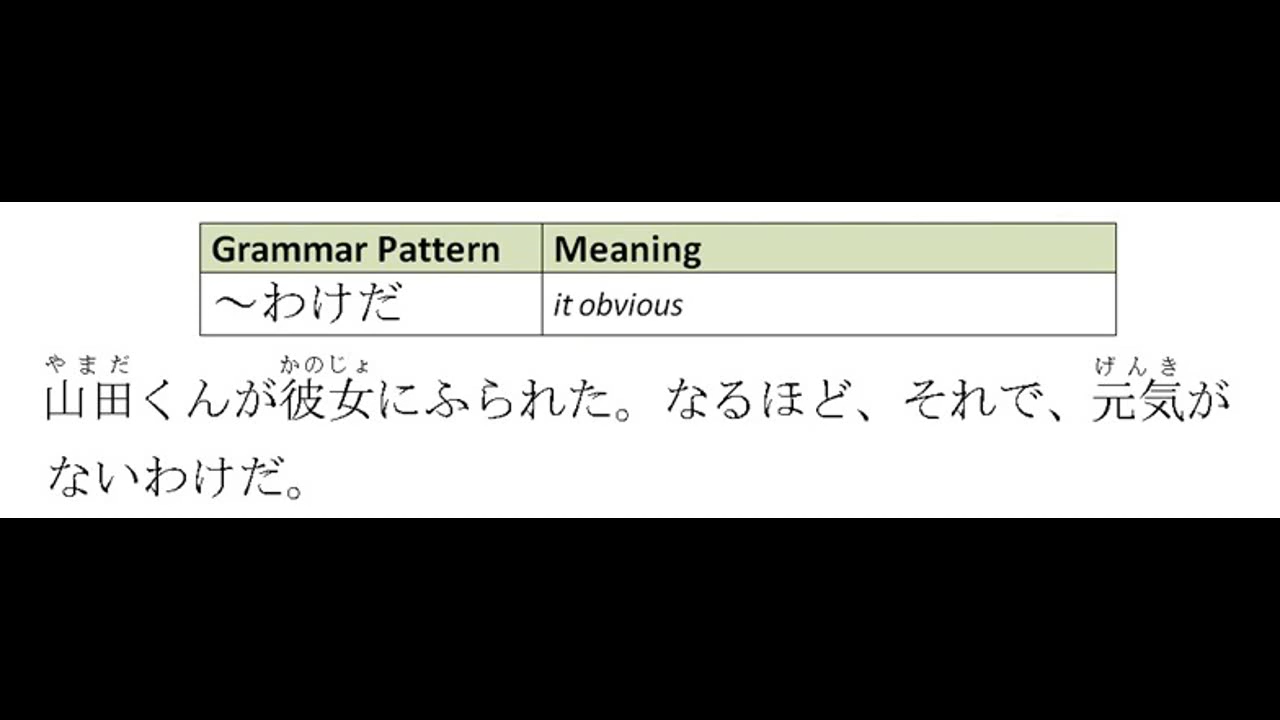 Grammar Pattern Meaning
～わけだ it obvious
やまだ かのじょ げんき
山田くんが彼女にふられた。なるほど、それで、元気が
ないわけだ。